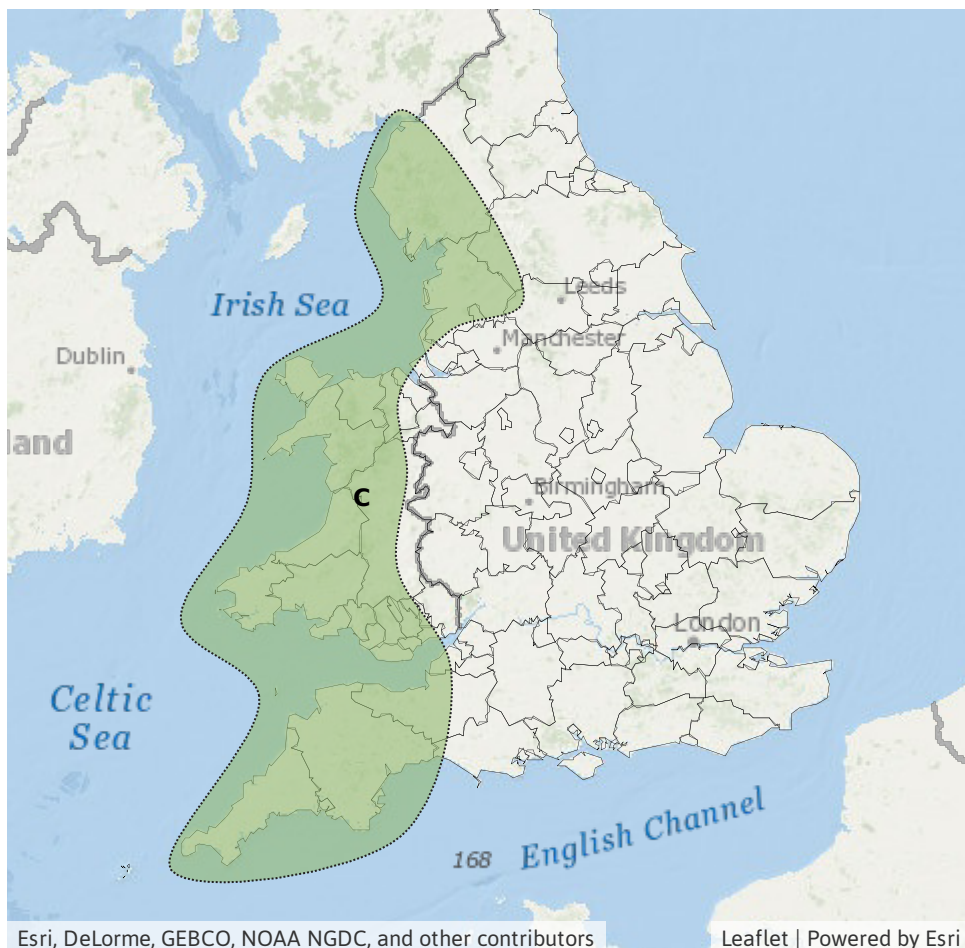 Leeds
Irish Sea
Manchester
Dublin
land
C
Birmingham
United Kingdom
London
Celtic
Sea
English Channel
168
Esri, DeLorme, GEBCO, NOAA NGDC, and other contributors
Leaflet | Powered by Esri